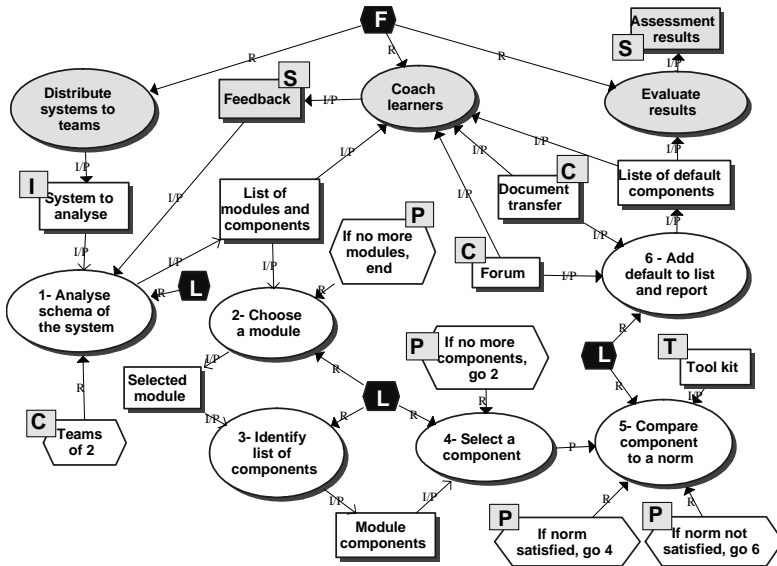 F
R
R
R
Assessment
results
S
I/P
Distribute
systems to
teams
S
Feedback
I/P
Coach
learners
Evaluate
results
I/P
I
System to
analyse
I/P
I/P
I/P
List of
modules and
components
I/P
I/P
C
Document
transfer
I/P
I/P
I/P
Liste of default
components
I/P
I/P
I/P
P
If no more
modules,
end
C
Forum
I/P
I/P
6 - Add
default to list
and report
1- Analyse
schema of
the system
R
L
R
2- Choose
a module
I/P
R
P
If no more
components,
go 2
R
L
R
R
T
Tool kit
I/P
Selected
module
I/P
R
L
R
R
C
Teams
of 2
3- Identify
list of
components
4- Select a
component
P
5- Compare
component
to a norm
I/P
I/P
Module
components
R
R
P
If norm
satisfied, go 4
P
If norm not
satisfied, go 6